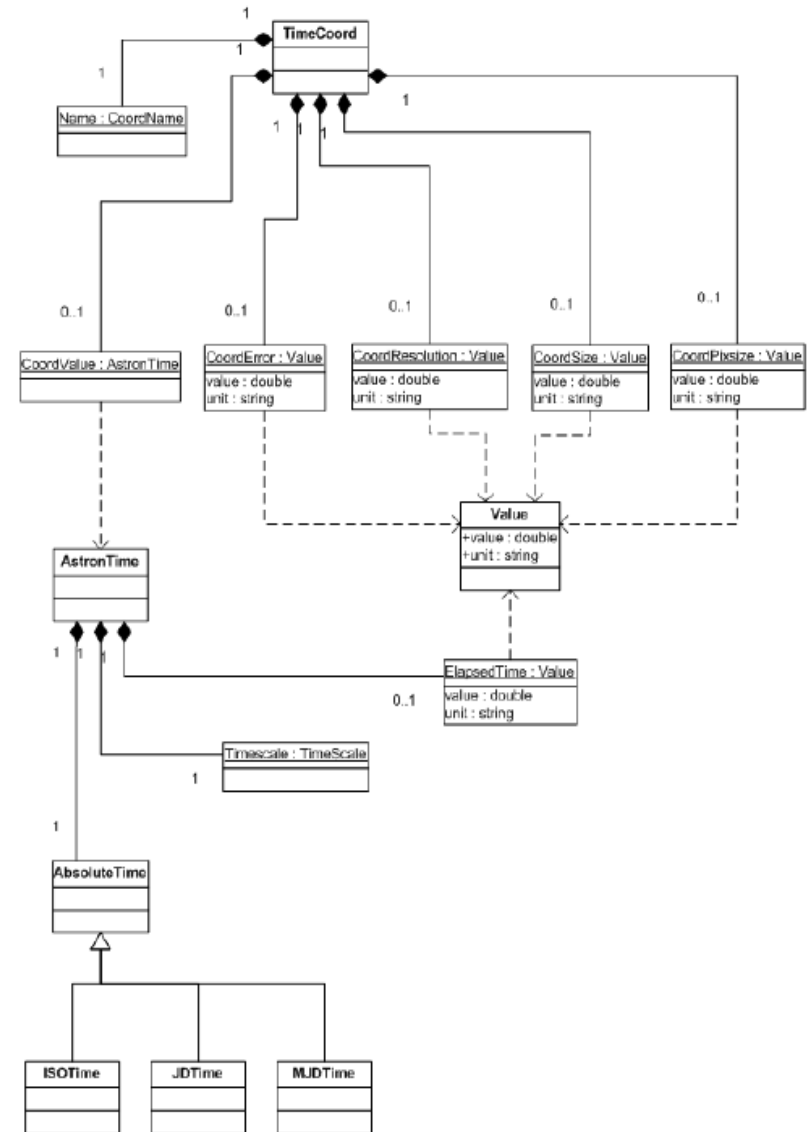 1
TimeCoord
1
1
1
Name : CoordName
1
1
1
0..1
0..1
0..1
0..1
0..1
CoordValue : AstronTime
CoordError : Value
value : double
unit : string
CoordResolution : Value
value : double
unit : string
CoordSize : Value
value : double
unit : string
CoordPixsize : Value
value : double
unit : string
Value
+value : double
+unit : string
AstronTime
1
1
1
ElapsedTime : Value
value : double
unit : string
0..1
Timescale : TimeScale
1
1
AbsoluteTime
ISOTime
JDTime
MJDTime